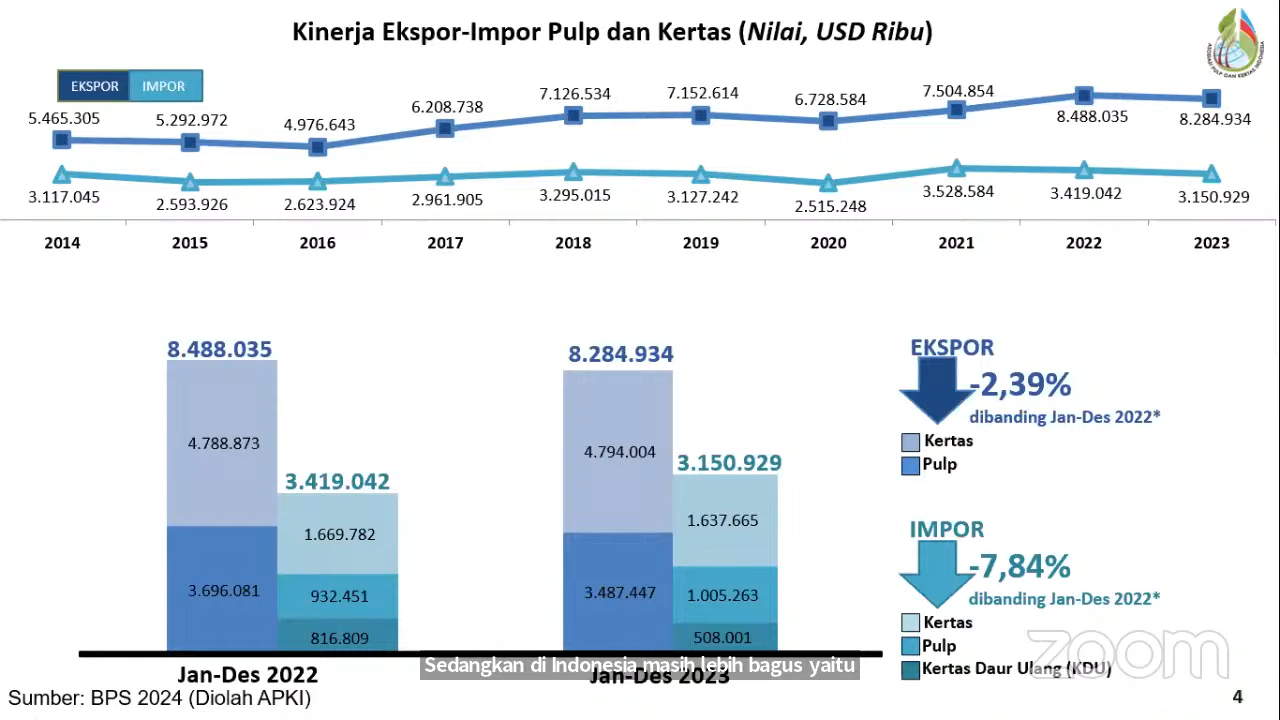 Kinerja Ekspor-Impor Pulp dan Kertas (Nilai, USD Ribu)
ASOSIASI PULP DAN KERTAS INDONESIA
EKSPOR IMPOR
5.465.305 5.292.972 4.976.643 6.208.738 7.126.534 7.152.614 6.728.584 7.504.854 8.488.035 8.284.934
3.117.045 2.593.926 2.623.924 2.961.905 3.295.015 3.127.242 2.515.248 3.528.584 3.419.042 3.150.929
2014 2015 2016 2017 2018 2019 2020 2021 2022 2023
8.488.035
4.788.873
3.696.081
3.419.042
1.669.782
932.451
816.809
Jan-Des 2022
8.284.934
4.794.004
3.487.447
3.150.929
1.637.665
1.005.263
508.001
Jan-Des 2023
EKSPOR
-2,39%
dibanding Jan-Des 2022*
Kertas
Pulp
IMPOR
-7,84%
dibanding Jan-Des 2022*
Kertas
Pulp
Kertas Daur Ulang (KDU)
zoom
Sedangkan di Indonesia masih lebih bagus yaitu
Sumber: BPS 2024 (Diolah APKI)
4